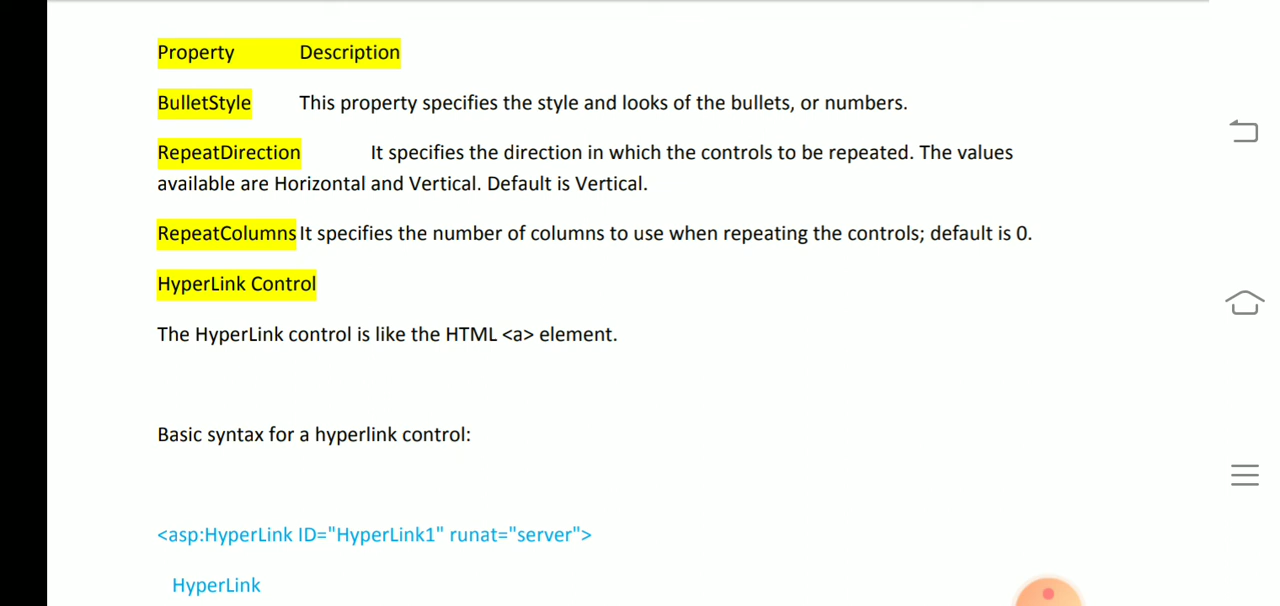 Property Description
BulletStyle This property specifies the style and looks of the bullets, or numbers.
RepeatDirection It specifies the direction in which the controls to be repeated. The values
available are Horizontal and Vertical. Default is Vertical.
RepeatColumns It specifies the number of columns to use when repeating the controls; default is 0.
HyperLink Control
The HyperLink control is like the HTML <a> element.
Basic syntax for a hyperlink control:
<asp:HyperLink ID="HyperLink1" runat="server">
HyperLink